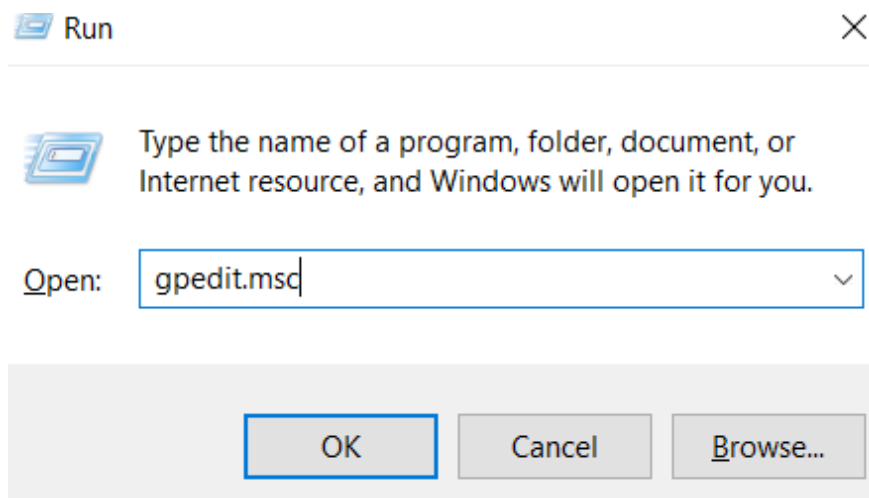 Run
Type the name of a program, folder, document, or
Internet resource, and Windows will open it for you.
Open: gpedit.msc
OK Cancel Browse...